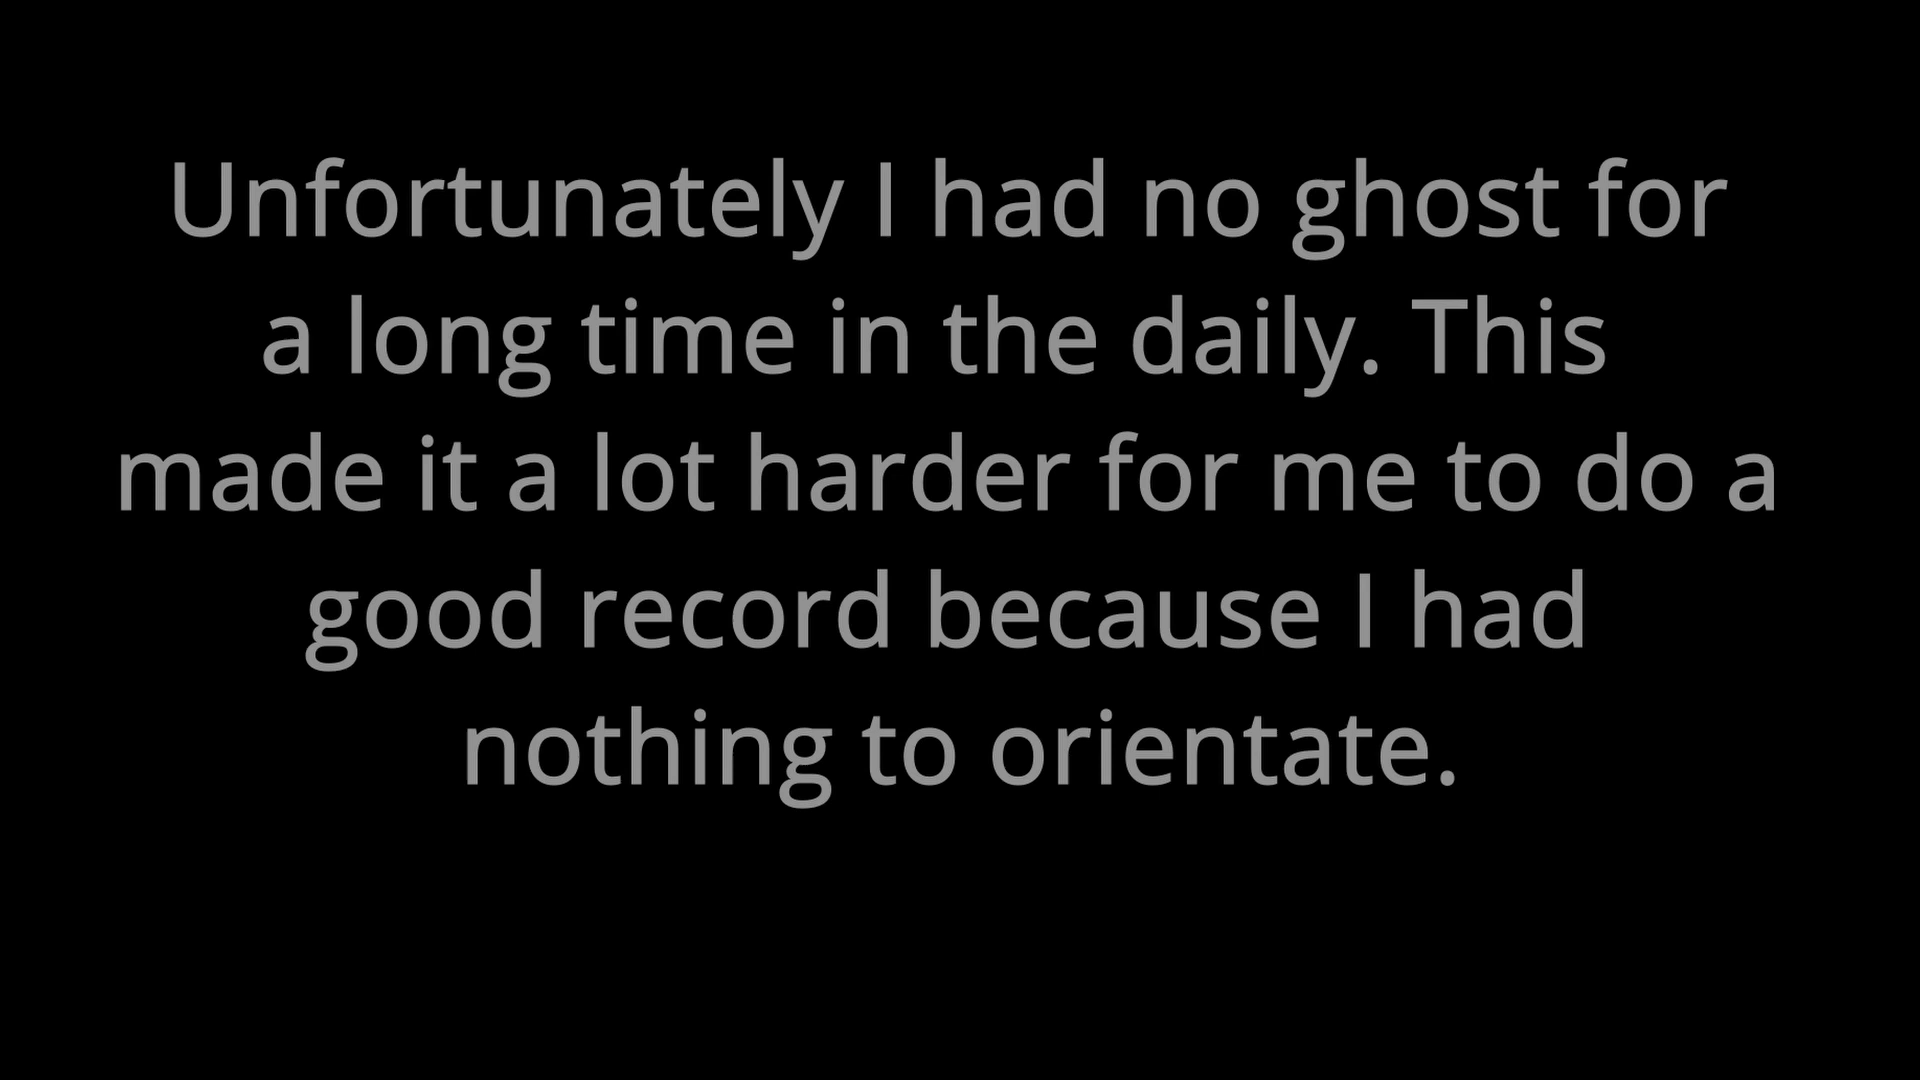 Unfortunately I had no ghost for
a long time in the daily. This
made it a lot harder for me to do a
good record because I had
nothing to orientate.